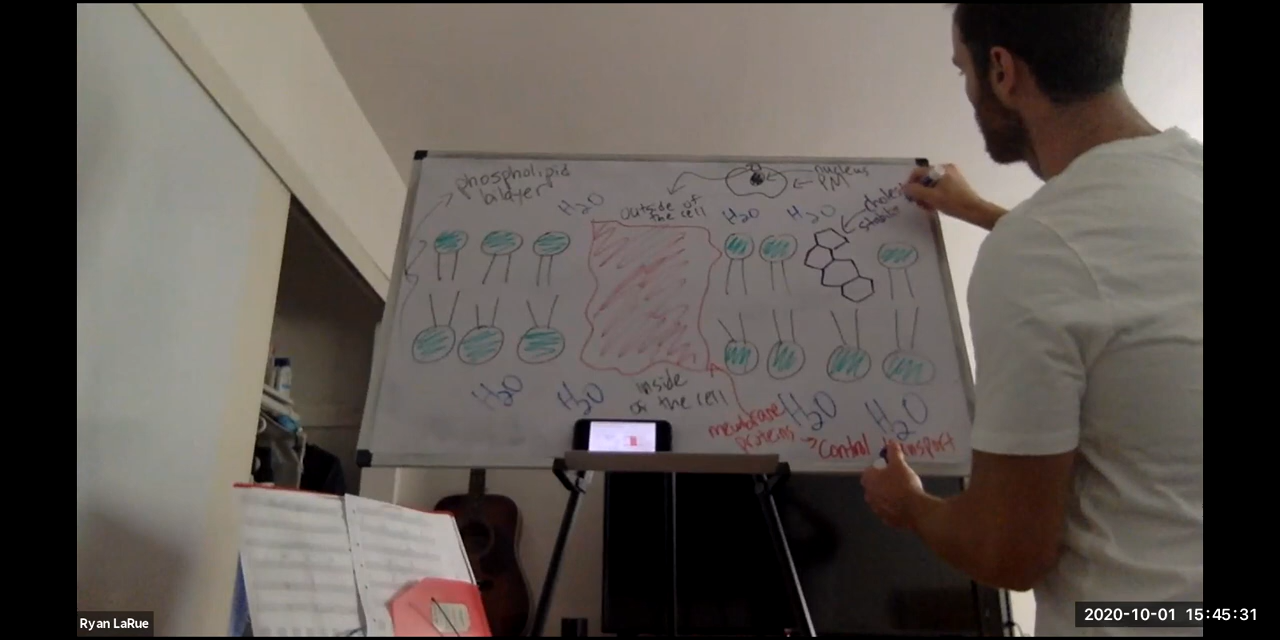 phospholipid
bilayer
H2O
outside of
the cell
H2O
H2O
nucleus
PM
H2O
H2O
inside
of the cell
membrane
proteins
control
H2O
H2O
Ryan LaRue
2020-10-01 15:45:31